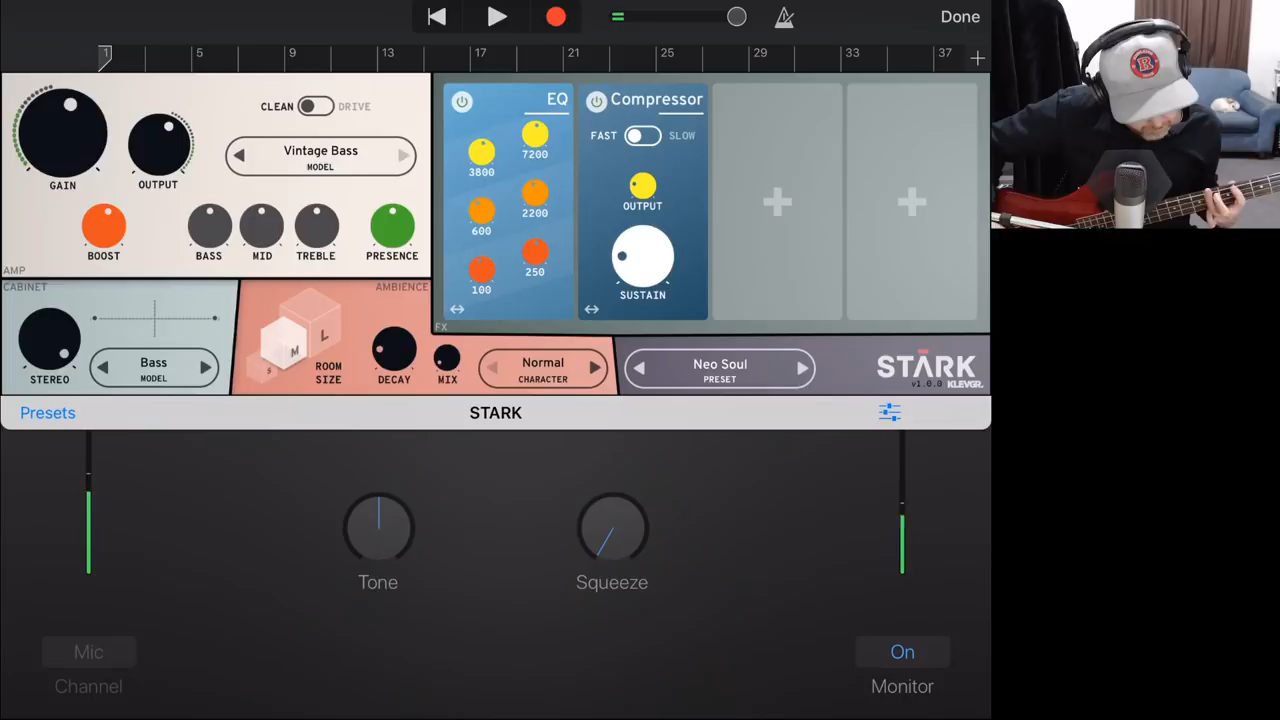 Done
1 5 9 13 17 21 25 29 33 37
CLEAN DRIVE
GAIN
OUTPUT
Vintage Bass
MODEL
BOOST
BASS
MID
TREBLE
PRESENCE
AMP
EQ
3800
7200
600
2200
100
250
Compressor
FAST SLOW
OUTPUT
SUSTAIN
FX
CABINET
STEREO
Bass
MODEL
AMBIENCE
S M L
ROOM
SIZE
DECAY
MIX
Normal
CHARACTER
Neo Soul
PRESET
STARK
v1.0.0 KLEVGR.
Presets
STARK
Tone
Squeeze
Mic
Channel
On
Monitor
R